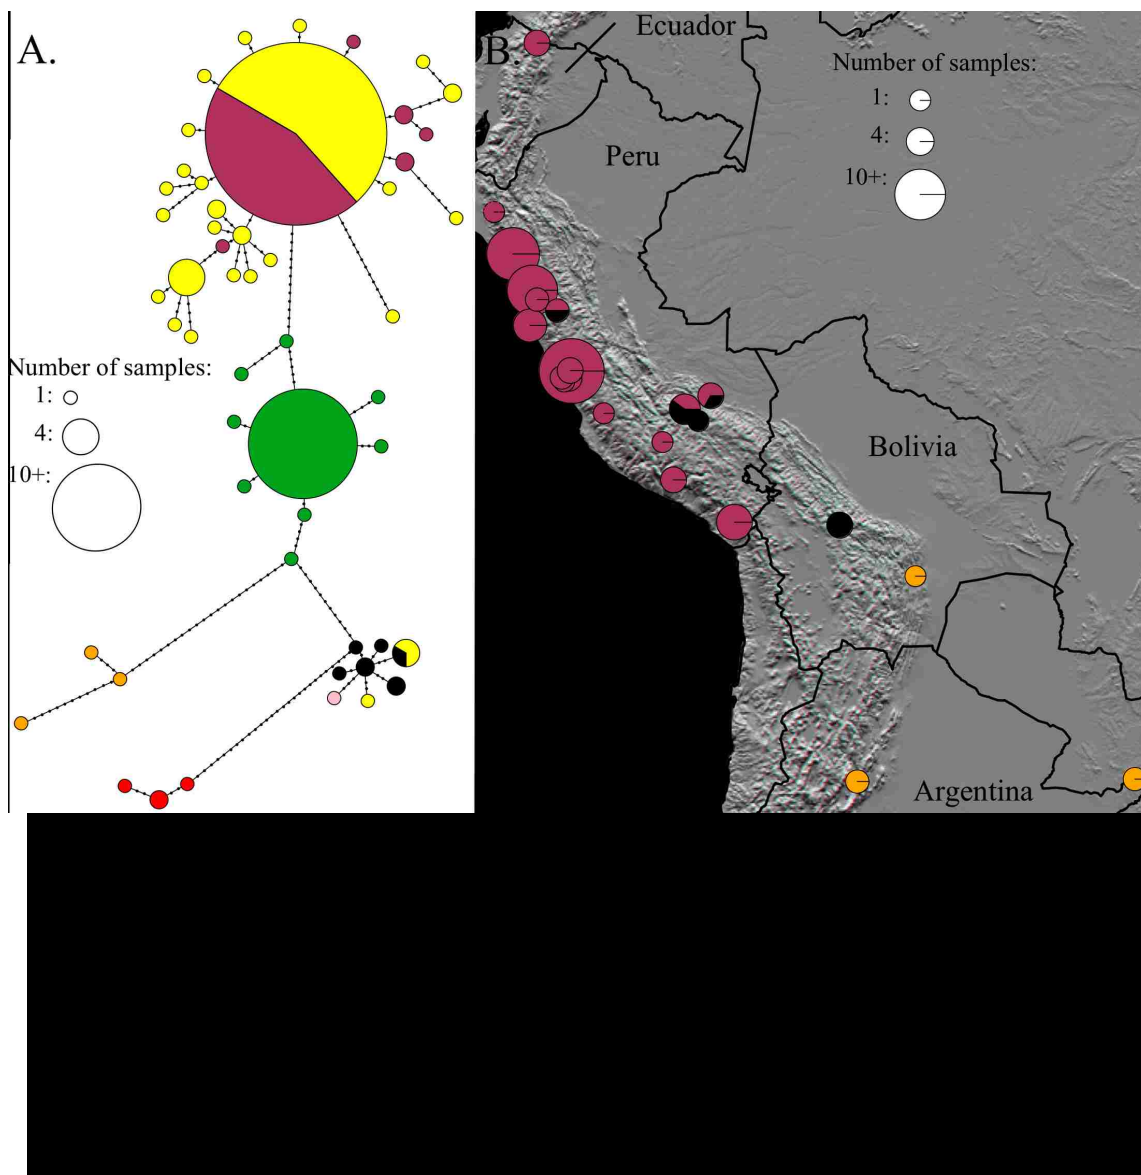 A.
Number of samples:
1:
4:
10+:
B.
Ecuador
Number of samples:
1:
4:
10+:
Peru
Bolivia
Argentina